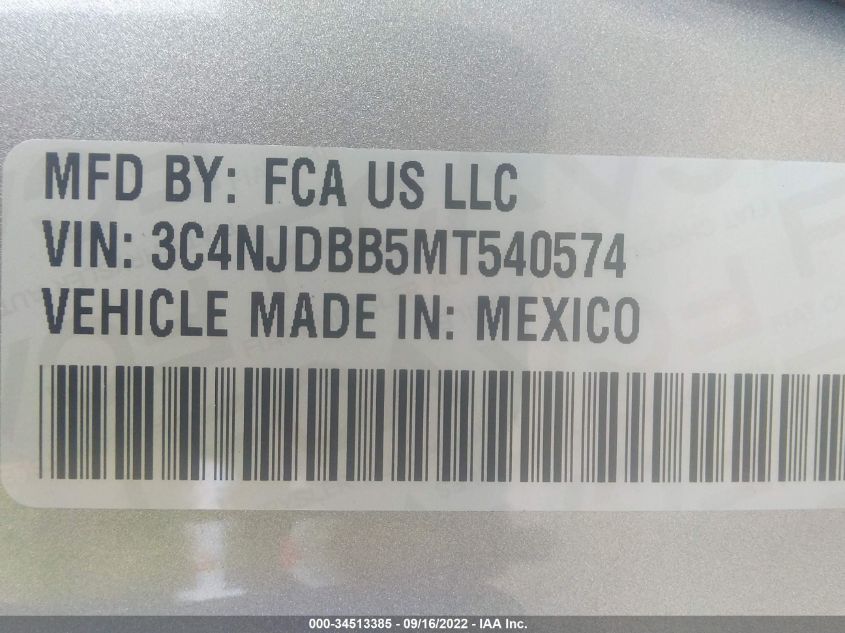 MFD BY: FCA US LLC
VIN: 3C4NJDBB5MT540574
VEHICLE MADE IN: MEXICO
000-34513385 - 09/16/2022 - IAA Inc.